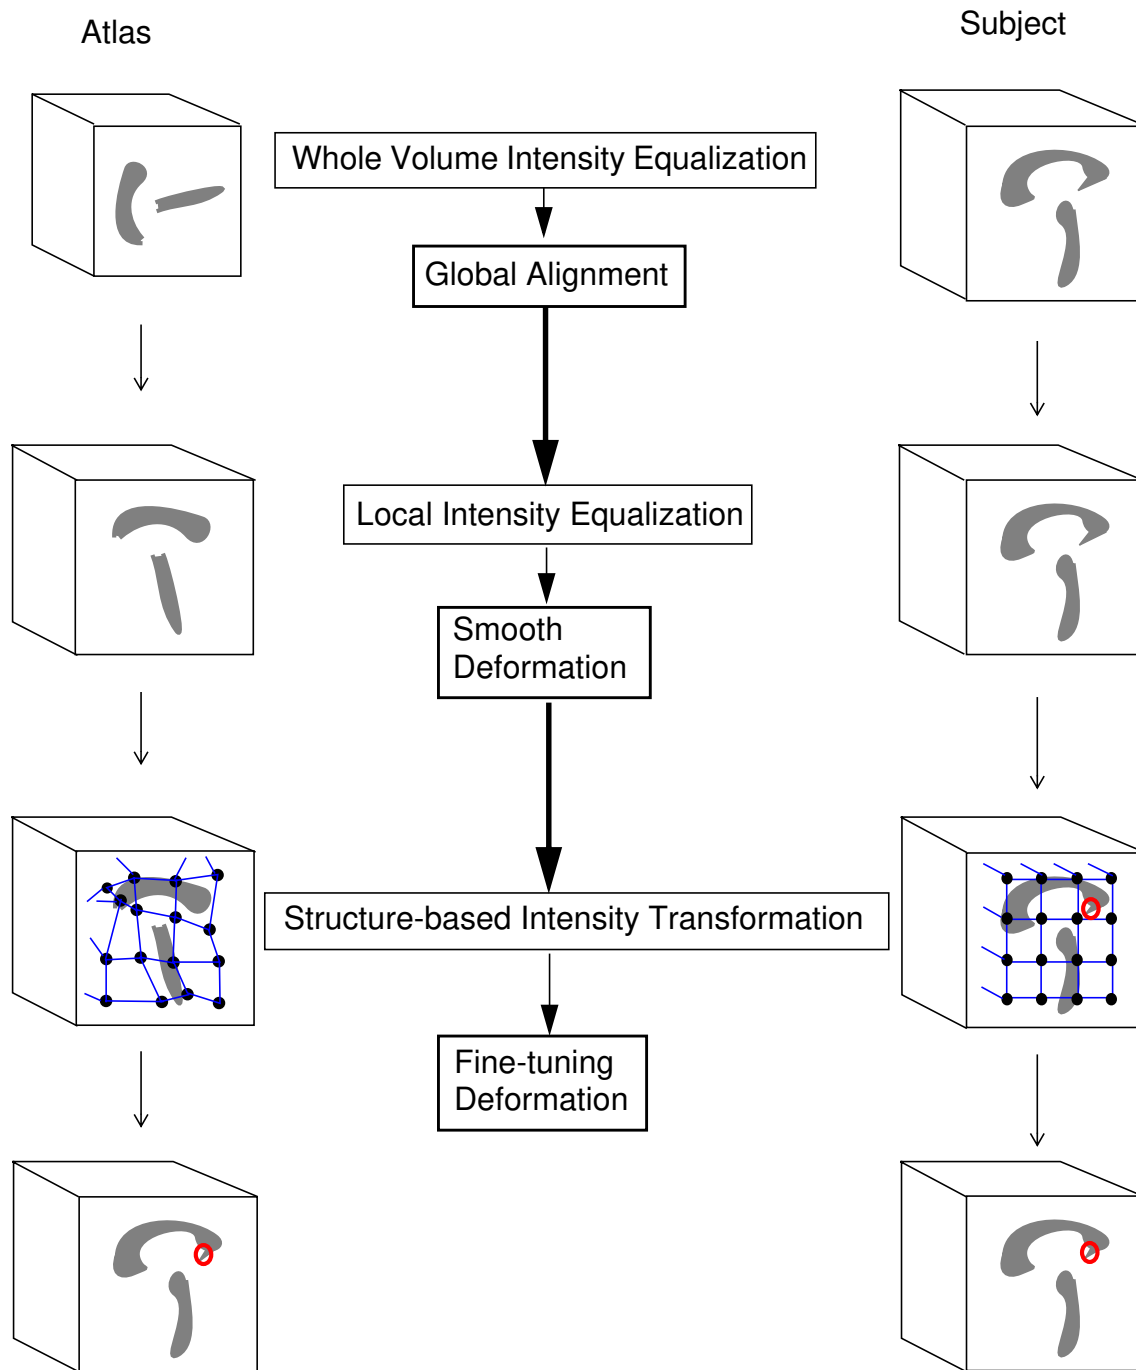 Atlas
Subject
Whole Volume Intensity Equalization
Global Alignment
Local Intensity Equalization
Smooth
Deformation
Structure-based Intensity Transformation
Fine-tuning
Deformation